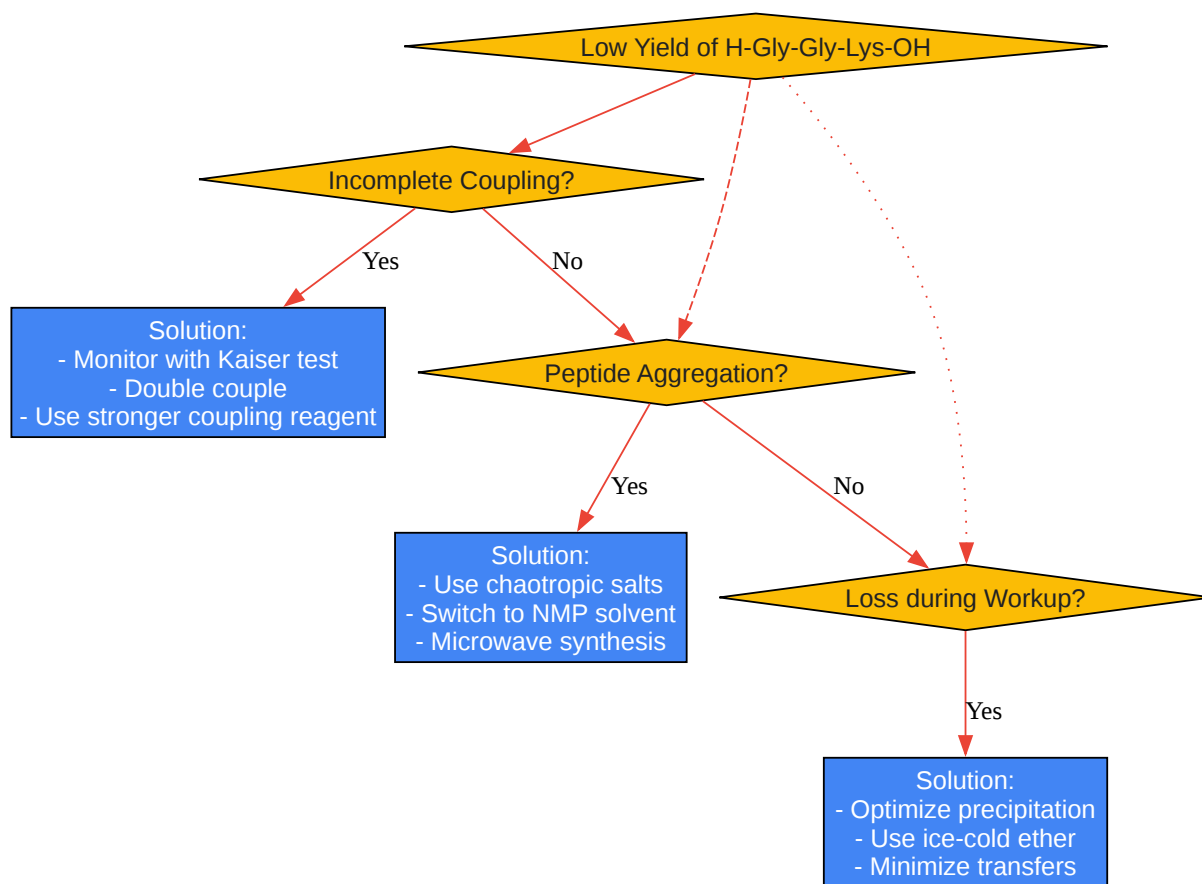 Low Yield of H-Gly-Gly-Lys-OH
Incomplete Coupling?
Yes
No
Solution:
- Monitor with Kaiser test
- Double couple
- Use stronger coupling reagent
Peptide Aggregation?
Yes
No
Solution:
- Use chaotropic salts
- Switch to NMP solvent
- Microwave synthesis
Loss during Workup?
Yes
Solution:
- Optimize precipitation
- Use ice-cold ether
- Minimize transfers